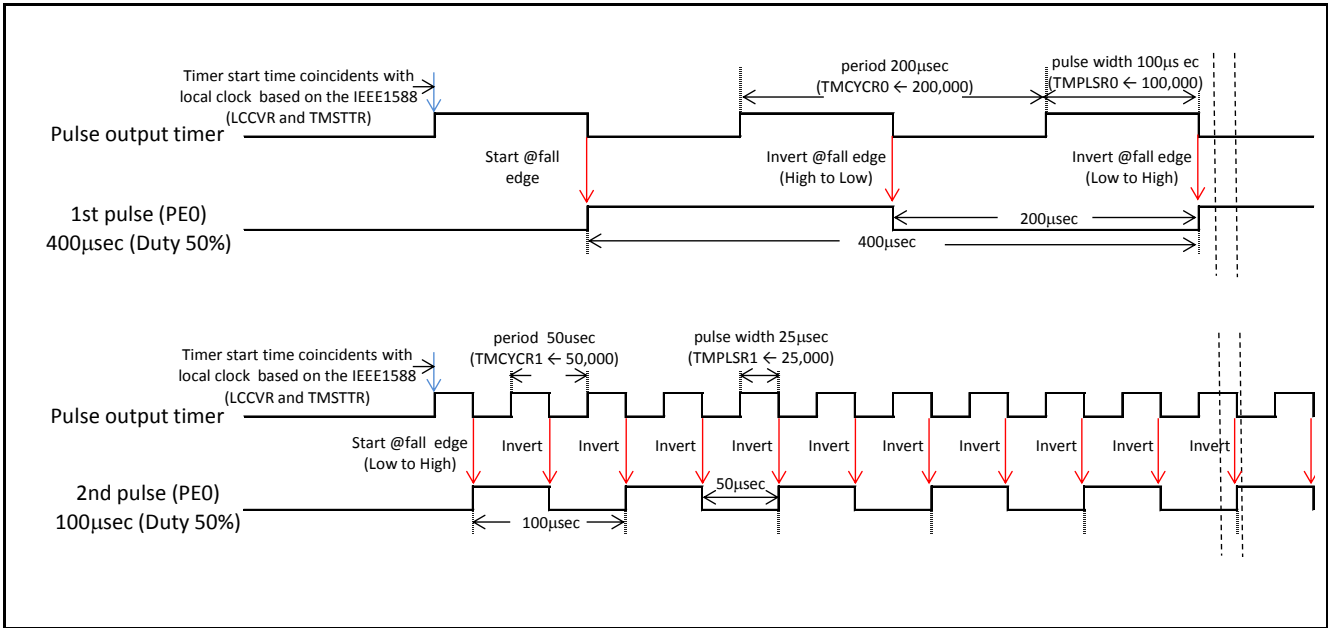 Timer start time coincidents with
local clock based on the IEEE1588
(LCCVR and TMSTTR)
period 200μsec
(TMCYCR0 ← 200,000)
pulse width 100μs ec
(TMPLSR0 ← 100,000)
Pulse output timer
Start @fall
edge
Invert @fall edge
(High to Low)
Invert @fall edge
(Low to High)
1st pulse (PE0)
400μsec (Duty 50%)
200μsec
400μsec
Timer start time coincidents with
local clock based on the IEEE1588
(LCCVR and TMSTTR)
period 50usec
(TMCYCR1 ← 50,000)
pulse width 25μsec
(TMPLSR1 ← 25,000)
Pulse output timer
Start @fall edge
(Low to High)
Invert
Invert
Invert
Invert
Invert
Invert
Invert
Invert
Invert
Invert
2nd pulse (PE0)
100μsec (Duty 50%)
50μsec
100μsec